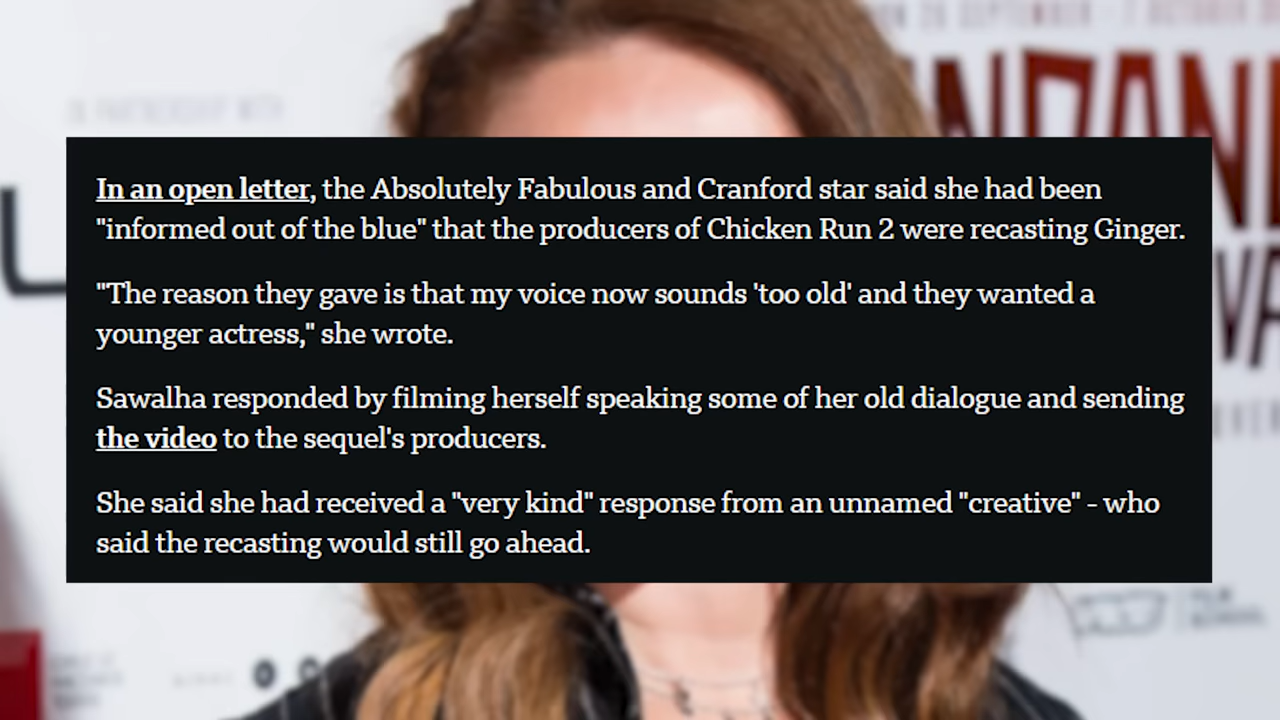 IN PARTNERSHIP WITH
In an open letter, the Absolutely Fabulous and Cranford star said she had been
"informed out of the blue" that the producers of Chicken Run 2 were recasting Ginger.
"The reason they gave is that my voice now sounds 'too old' and they wanted a
younger actress," she wrote.
Sawalha responded by filming herself speaking some of her old dialogue and sending
the video to the sequel's producers.
She said she had received a "very kind" response from an unnamed "creative" - who
said the recasting would still go ahead.